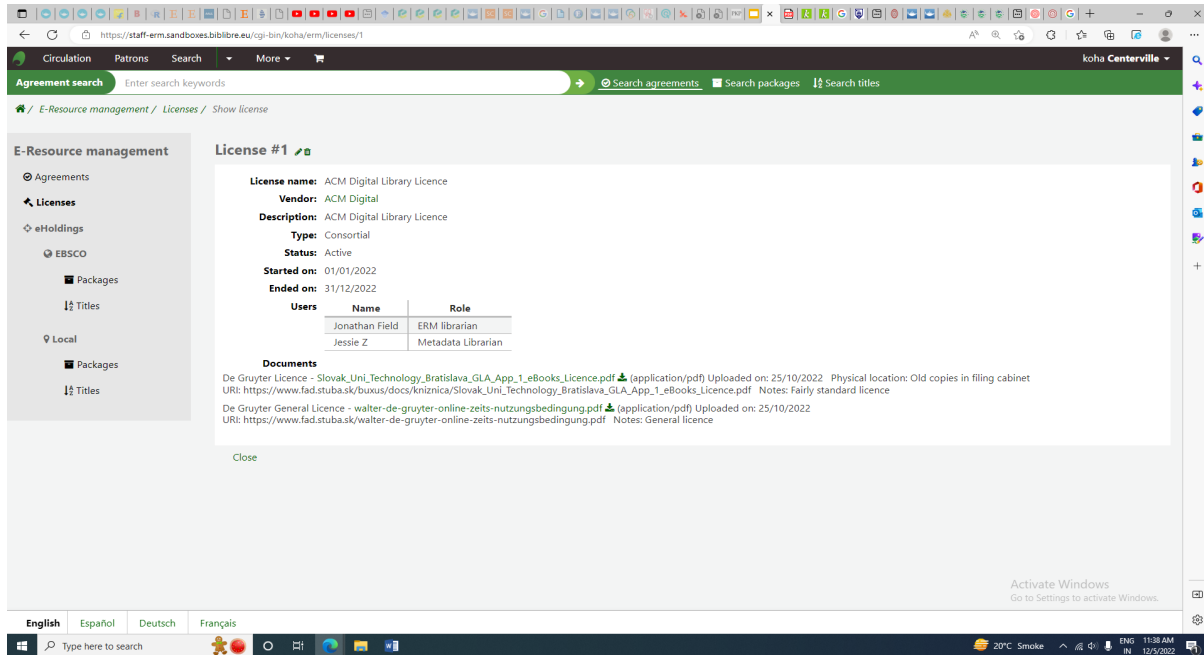 https://staff-erm.sandboxes.biblibre.eu/cgi-bin/koha/erm/licenses/1
Circulation Patrons Search More koha Centerville
Agreement search Enter search keywords Search agreements Search packages Search titles
/ E-Resource management / Licenses / Show license
E-Resource management
Agreements
Licenses
eHoldings
EBSCO
Packages
Titles
Local
Packages
Titles
License #1
License name: ACM Digital Library Licence
Vendor: ACM Digital
Description: ACM Digital Library Licence
Type: Consortial
Status: Active
Started on: 01/01/2022
Ended on: 31/12/2022
Users Name Role
Jonathan Field ERM librarian
Jessie Z Metadata Librarian
Documents
De Gruyter Licence - Slovak_Uni_Technology_Bratislava_GLA_App_1_eBooks_Licence.pdf (application/pdf) Uploaded on: 25/10/2022 Physical location: Old copies in filing cabinet
URI: https://www.fad.stuba.sk/buxus/docs/kniznica/Slovak_Uni_Technology_Bratislava_GLA_App_1_eBooks_Licence.pdf Notes: Fairly standard licence
De Gruyter General Licence - walter-de-gruyter-online-zeits-nutzungsbedingung.pdf (application/pdf) Uploaded on: 25/10/2022
URI: https://www.fad.stuba.sk/walter-de-gruyter-online-zeits-nutzungsbedingung.pdf Notes: General licence
Close
Activate Windows
Go to Settings to activate Windows.
English Español Deutsch Français
Type here to search 20°C Smoke ENG 11:38 AM
IN 12/5/2022